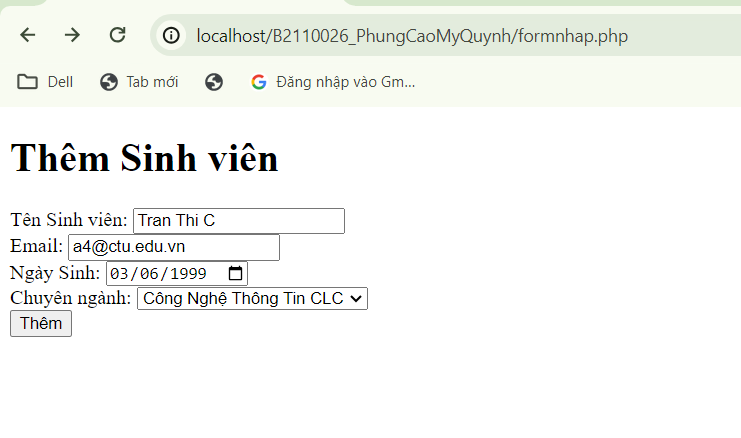 localhost/B2110026_PhungCaoMyQuynh/formnhap.php
Dell Tab mới Đăng nhập vào Gm...
Thêm Sinh viên
Tên Sinh viên: Tran Thi C
Email: a4@ctu.edu.vn
Ngày Sinh: 03/06/1999
Chuyên ngành: Công Nghệ Thông Tin CLC
Thêm